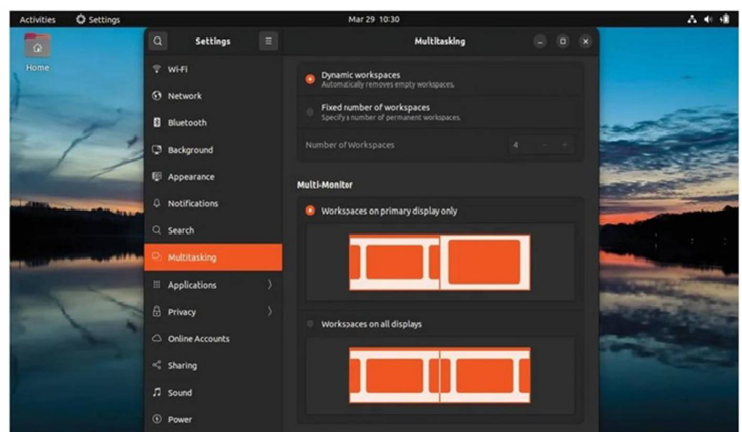 Activities Settings Mar 29 10:30
Home
Settings
Wi-Fi
Network
Bluetooth
Background
Appearance
Notifications
Search
Multitasking
Applications
Privacy
Online Accounts
Sharing
Sound
Power
Multitasking
Dynamic workspaces
Automatically removes empty workspaces.
Fixed number of workspaces
Specify a number of permanent workspaces.
Number of Workspaces 4 - +
Multi-Monitor
Workspaces on primary display only
Workspaces on all displays